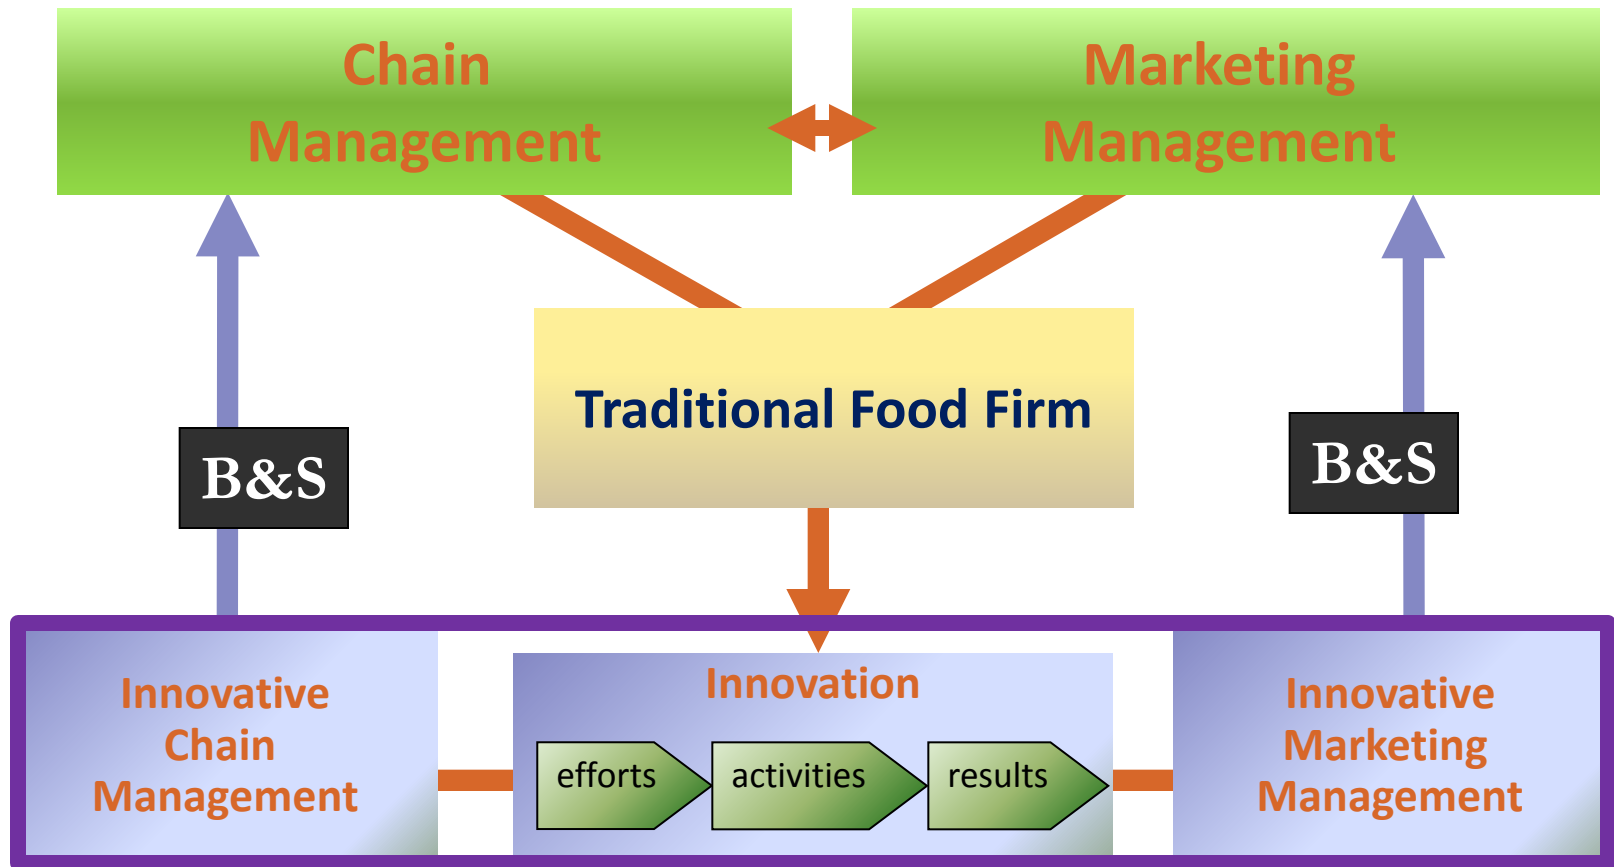 Chain
Management
Marketing
Management
Traditional Food Firm
B&S
B&S
Innovative
Chain
Management
Innovation
efforts
activities
results
Innovative
Marketing
Management